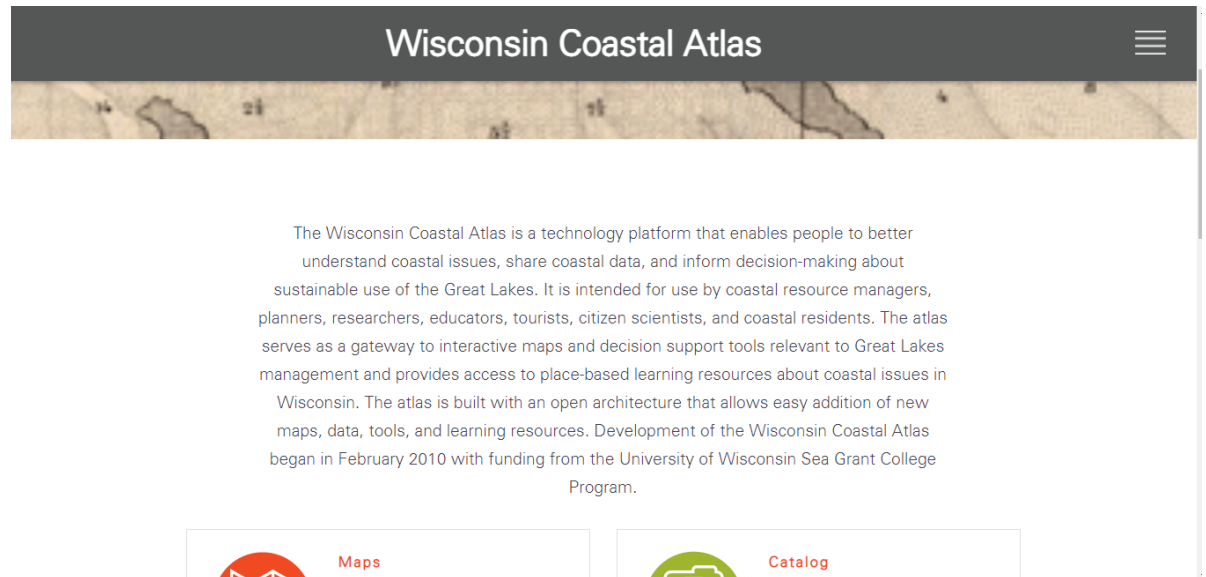 Wisconsin Coastal Atlas
The Wisconsin Coastal Atlas is a technology platform that enables people to better
understand coastal issues, share coastal data, and inform decision-making about
sustainable use of the Great Lakes. It is intended for use by coastal resource managers,
planners, researchers, educators, tourists, citizen scientists, and coastal residents. The atlas
serves as a gateway to interactive maps and decision support tools relevant to Great Lakes
management and provides access to place-based learning resources about coastal issues in
Wisconsin. The atlas is built with an open architecture that allows easy addition of new
maps, data, tools, and learning resources. Development of the Wisconsin Coastal Atlas
began in February 2010 with funding from the University of Wisconsin Sea Grant College
Program.
Maps
Catalog